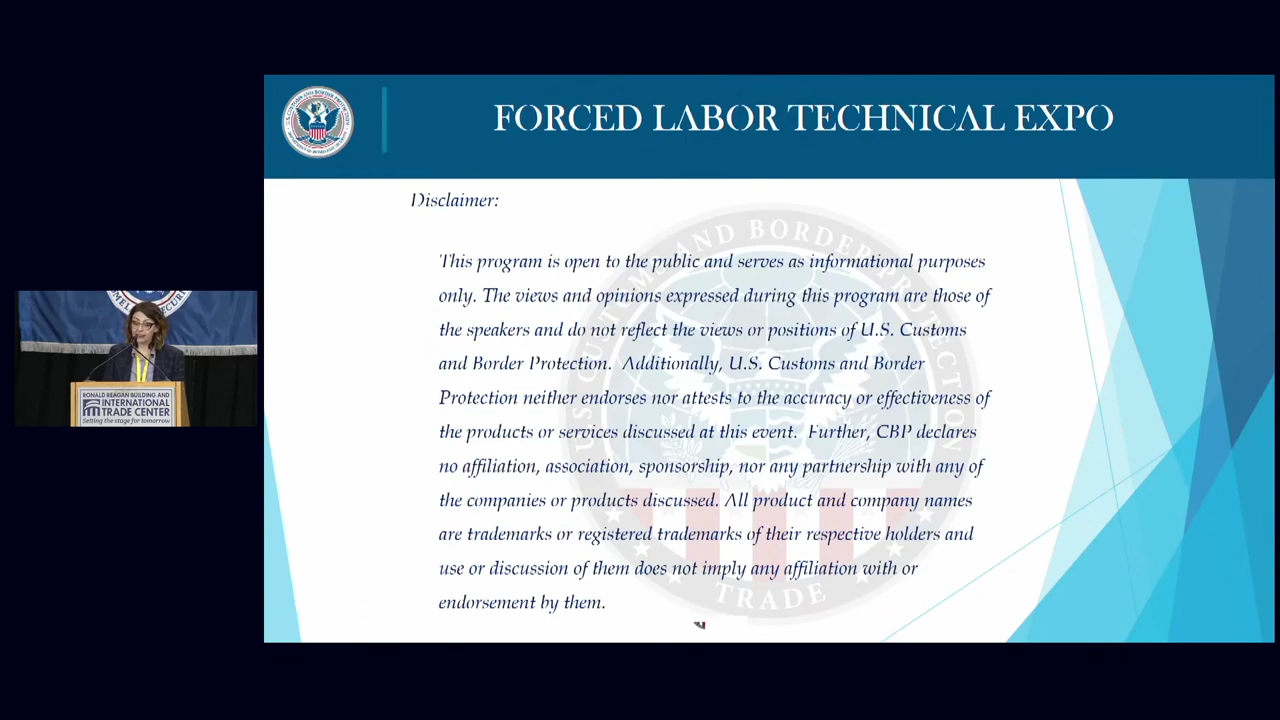 FORCED LABOR TECHNICAL EXPO
Disclaimer:
This program is open to the public and serves as informational purposes
only. The views and opinions expressed during this program are those of
the speakers and do not reflect the views or positions of U.S. Customs
and Border Protection.  Additionally, U.S. Customs and Border
Protection neither endorses nor attests to the accuracy or effectiveness of
the products or services discussed at this event.  Further, CBP declares
no affiliation, association, sponsorship, nor any partnership with any of
the companies or products discussed. All product and company names
are trademarks or registered trademarks of their respective holders and
use or discussion of them does not imply any affiliation with or
endorsement by them.
U.S. CUSTOMS AND BORDER PROTECTION
TRADE
RONALD REAGAN BUILDING AND
INTERNATIONAL
TRADE CENTER
Setting the stage for tomorrow